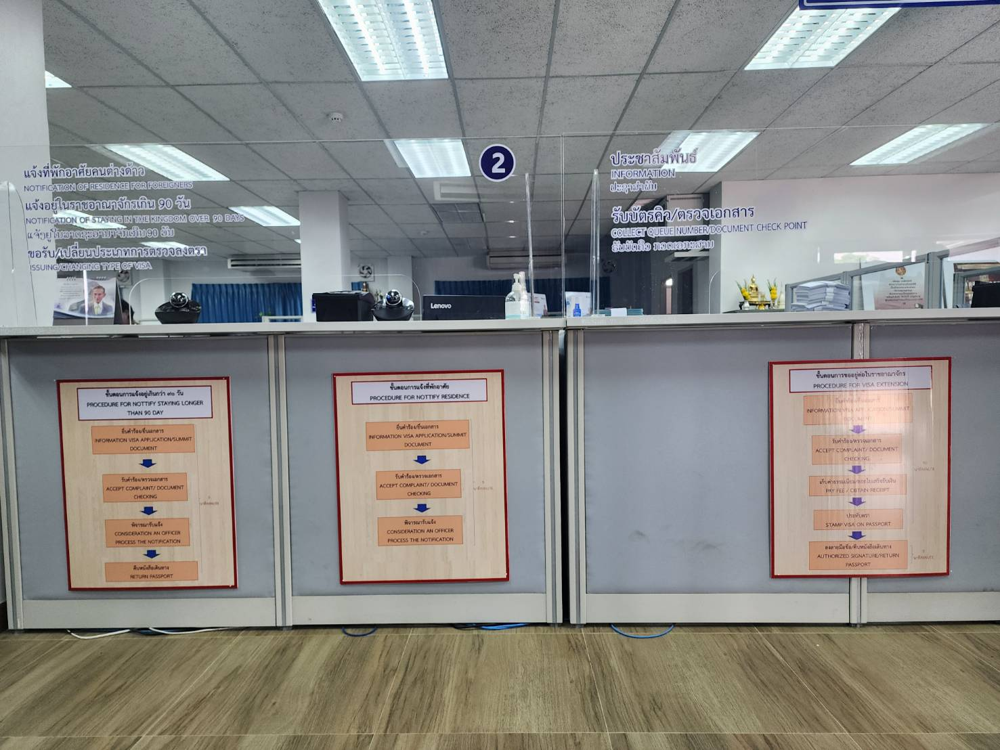 แจ้งที่พักอาศัยคนต่างด้าว
NOTIFICATION OF RESIDENCE FOR FOREIGNERS
แจ้งอยู่ในราชอาณาจักรเกิน 90 วัน
NOTIFICATION OF STAYING IN THE KINGDOM OVER 90 DAYS
ขอรับ/เปลี่ยนประเภทการตรวจลงตรา
ISSUING/CHANGING TYPE OF VISA
2
ประชาสัมพันธ์
INFORMATION
รับบัตรคิว/ตรวจเอกสาร
COLLECT QUEUE NUMBER/DOCUMENT CHECK POINT
Lenovo
ขั้นตอนการแจ้งอยู่เกินกว่า ๙๐ วัน
PROCEDURE FOR NOTTIFY STAYING LONGER
THAN 90 DAY
ยื่นคำร้อง/ยื่นเอกสาร
INFORMATION VISA APPLICATION/SUMMIT
DOCUMENT
รับคำร้อง/ตรวจเอกสาร
ACCEPT COMPLAINT/ DOCUMENT
CHECKING
พิจารณารับแจ้ง
CONSIDERATION AN OFFICER
PROCESS THE NOTIFICATION
คืนหนังสือเดินทาง
RETURN PASSPORT
ขั้นตอนการแจ้งที่พักอาศัย
PROCEDURE FOR NOTTIFY RESIDENCE
ยื่นคำร้อง/ยื่นเอกสาร
INFORMATION VISA APPLICATION/SUMMIT
DOCUMENT
รับคำร้อง/ตรวจเอกสาร
ACCEPT COMPLAINT/ DOCUMENT
CHECKING
พิจารณารับแจ้ง
CONSIDERATION AN OFFICER
PROCESS THE NOTIFICATION
ขั้นตอนการขออยู่ต่อในราชอาณาจักร
PROCEDURE FOR VISA EXTENSION
INFORMATION VISA APPLICATION/SUMMIT
DOCUMENT
รับคำร้อง/ตรวจเอกสาร
ACCEPT COMPLAINT/ DOCUMENT
CHECKING
เก็บค่าธรรมเนียม/ออกใบเสร็จรับเงิน
PAY FEE / OBTAIN RECEIPT
ประทับตรา
STAMP VISA ON PASSPORT
ลงลายมือชื่อ/คืนหนังสือเดินทาง
AUTHORIZED SIGNATURE/RETURN
PASSPORT